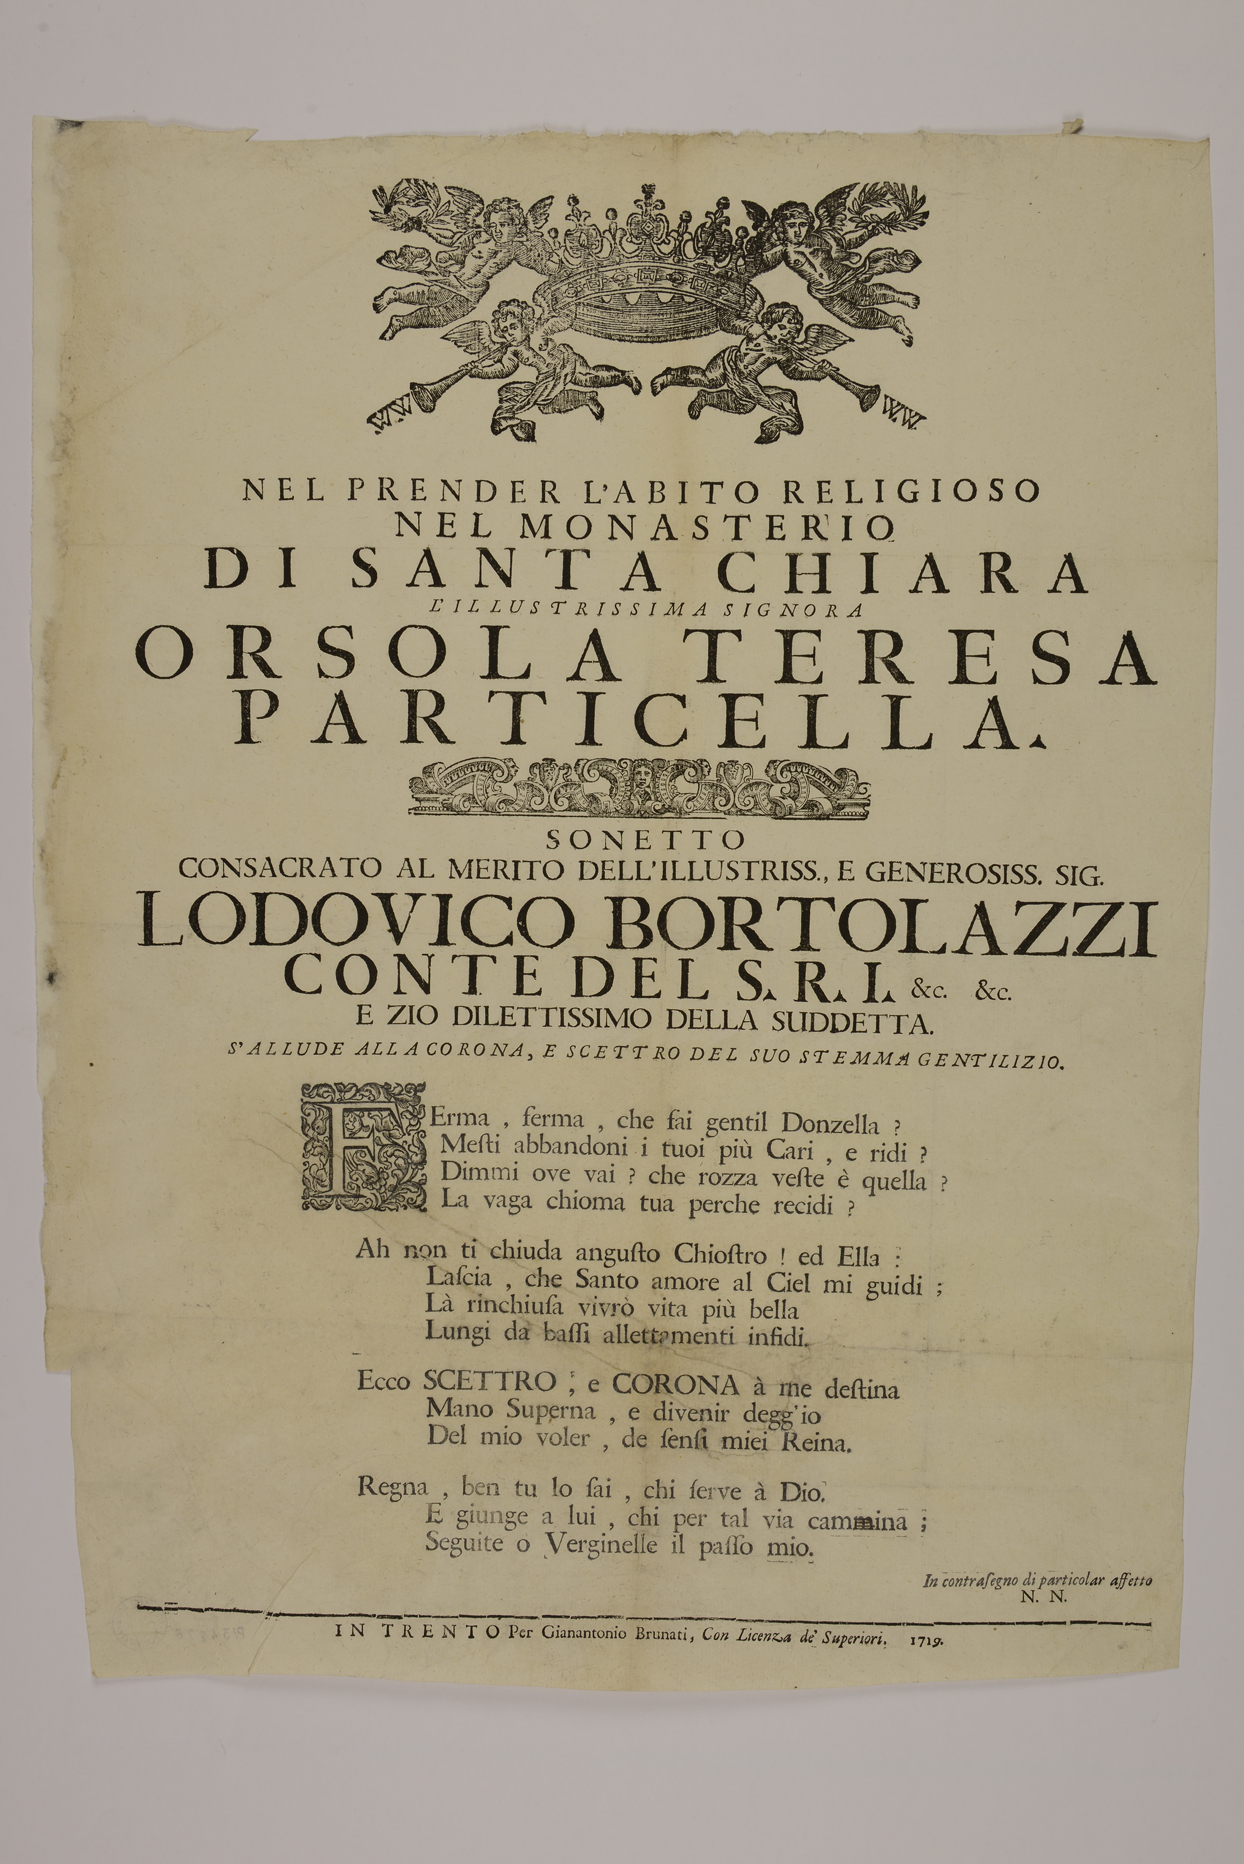 NEL PRENDER L'ABITO RELIGIOSO
NEL MONASTERIO
DI SANTA CHIARA
L'ILLUSTRISSIMA SIGNORA
ORSOLA TERESA
PARTICELLA.
SONETTO
CONSACRATO AL MERITO DELL'ILLUSTRISS., E GENEROSISS. SIG.
LODOVICO BORTOLAZZI
CONTE DEL S. R. I. &c. &c.
E ZIO DILETTISSIMO DELLA SUDDETTA.
S'ALLUDE ALLA CORONA, E SCETTRO DEL SUO STEMMA GENTILIZIO.
FErma , ferma , che fai gentil Donzella ?
Meſti abbandoni i tuoi più Cari , e ridi ?
Dimmi ove vai ? che rozza veſte è quella ?
La vaga chioma tua perche recidi ?
Ah non ti chiuda anguſto Chioſtro ! ed Ella :
Laſcia , che Santo amore al Ciel mi guidi ;
Là rinchiuſa vivrò vita più bella
Lungi da baſſi allettamenti infidi.
Ecco SCETTRO , e CORONA à me deſtina
Mano Superna , e divenir degg'io
Del mio voler , de ſenſi miei Reina.
Regna , ben tu lo ſai , chi ſerve à Dio.
E giunge a lui , chi per tal via cammina ;
Seguite o Verginelle il paſſo mio.
In contraſegno di particolar affetto
N. N.
IN TRENTO Per Gianantonio Brunati, Con Licenza de' Superiori. 1719.